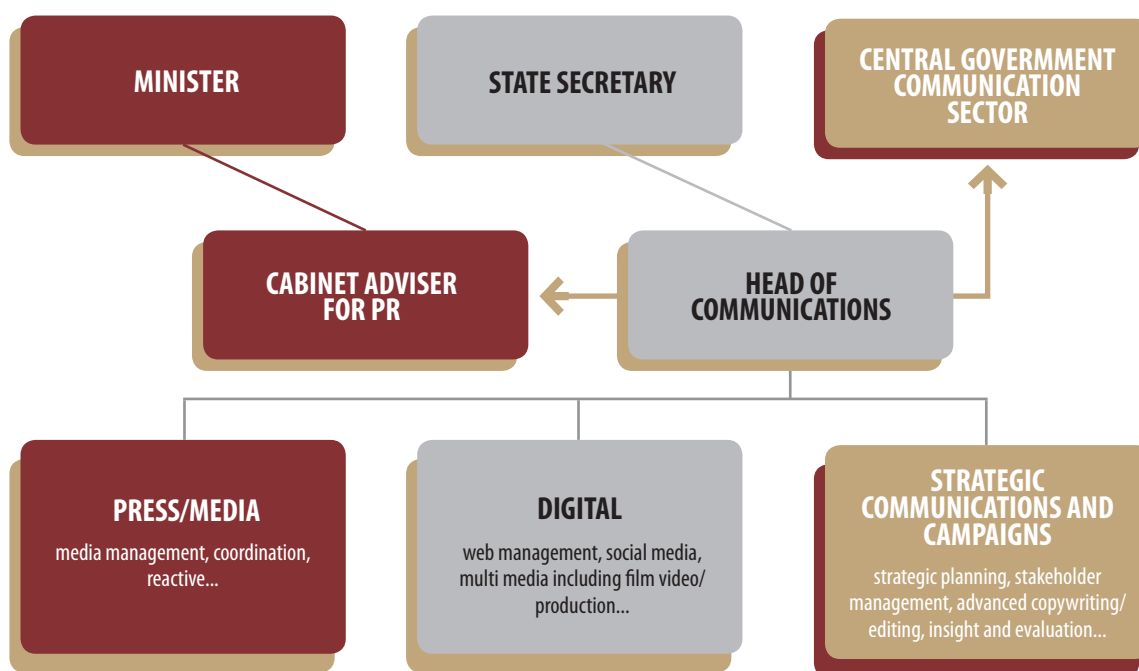 MINISTER
STATE SECRETARY
CENTRAL GOVERMMENT
COMMUNICATION
SECTOR
CABINET ADVISER
FOR PR
HEAD OF
COMMUNICATIONS
PRESS/MEDIA
media management, coordination,
reactive...
DIGITAL
web management, social media,
multi media including film video/
production...
STRATEGIC
COMMUNICATIONS AND
CAMPAIGNS
strategic planning, stakeholder
management, advanced copywriting/
editing, insight and evaluation...